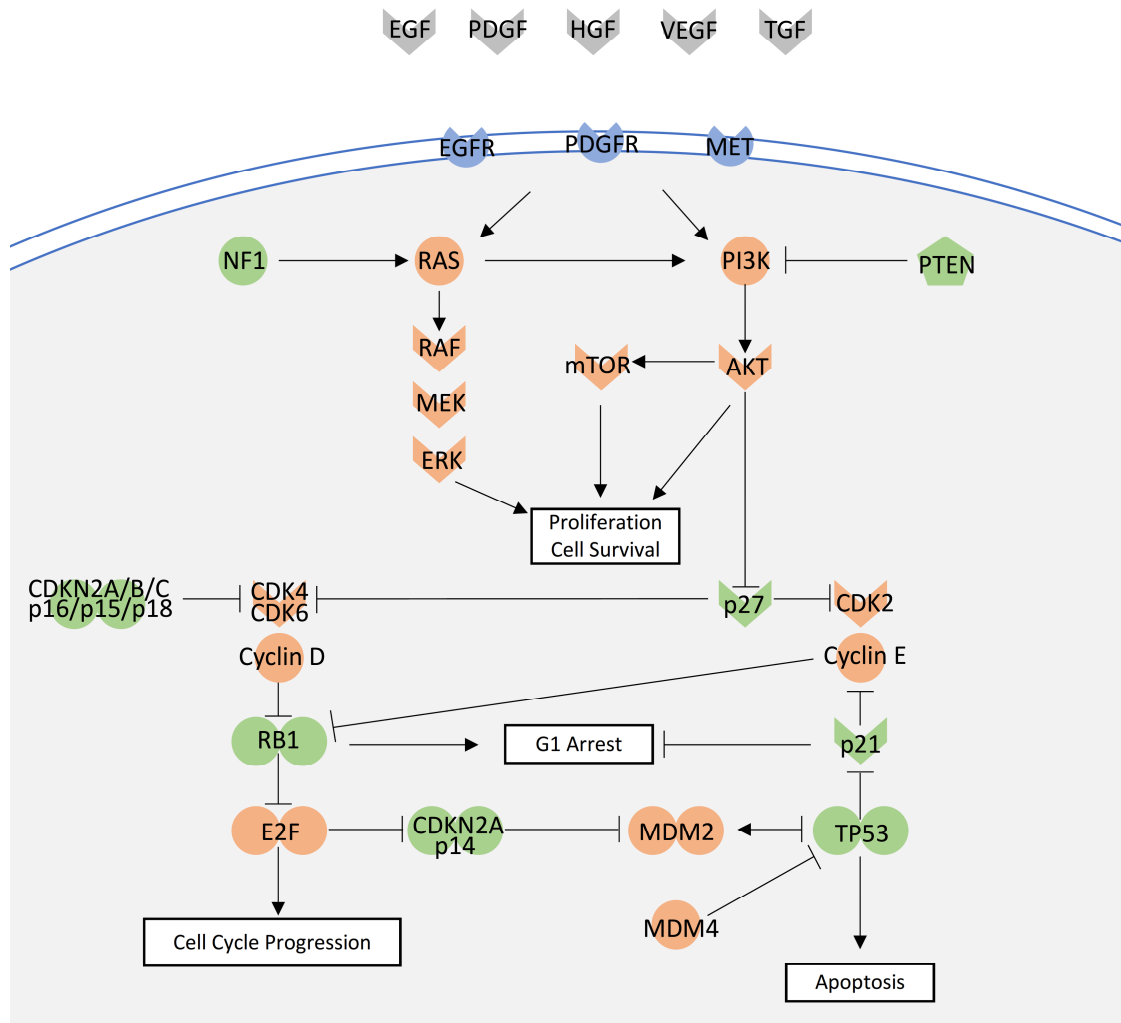 EGF
PDGF
HGF
VEGF
TGF
EGFR
PDGFR
MET
NF1
RAS
PI3K
PTEN
RAF
mTOR
AKT
MEK
ERK
Proliferation
Cell Survival
CDKN2A/B/C
p16/p15/p18
CDK4
CDK6
p27
CDK2
Cyclin D
Cyclin E
RB1
G1 Arrest
p21
E2F
CDKN2A
p14
MDM2
TP53
MDM4
Cell Cycle Progression
Apoptosis